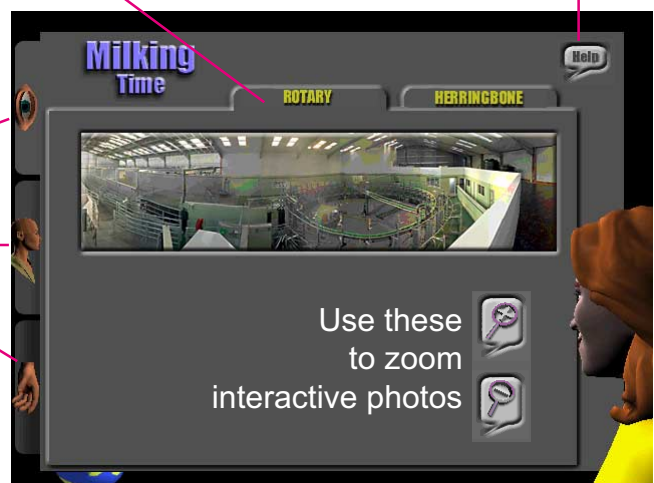 Milking
Time
Help
ROTARY
HERRINGBONE
Use these
to zoom
interactive photos